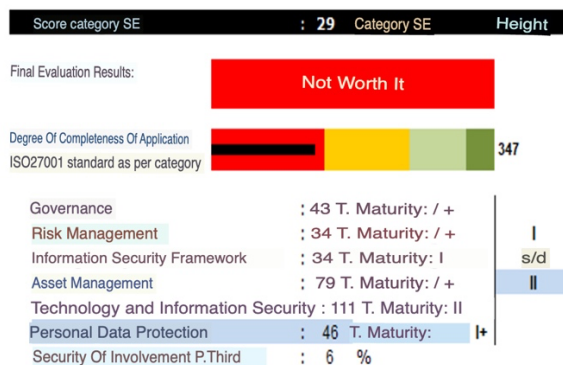 Score category SE : 29 Category SE Height
Final Evaluation Results: Not Worth It
Degree Of Completeness Of Application
ISO27001 standard as per category 347
Governance : 43 T. Maturity: / +
Risk Management : 34 T. Maturity: / + I
Information Security Framework : 34 T. Maturity: I s/d
Asset Management : 79 T. Maturity: / + II
Technology and Information Security : 111 T. Maturity: II
Personal Data Protection : 46 T. Maturity: I+
Security Of Involvement P.Third : 6 %